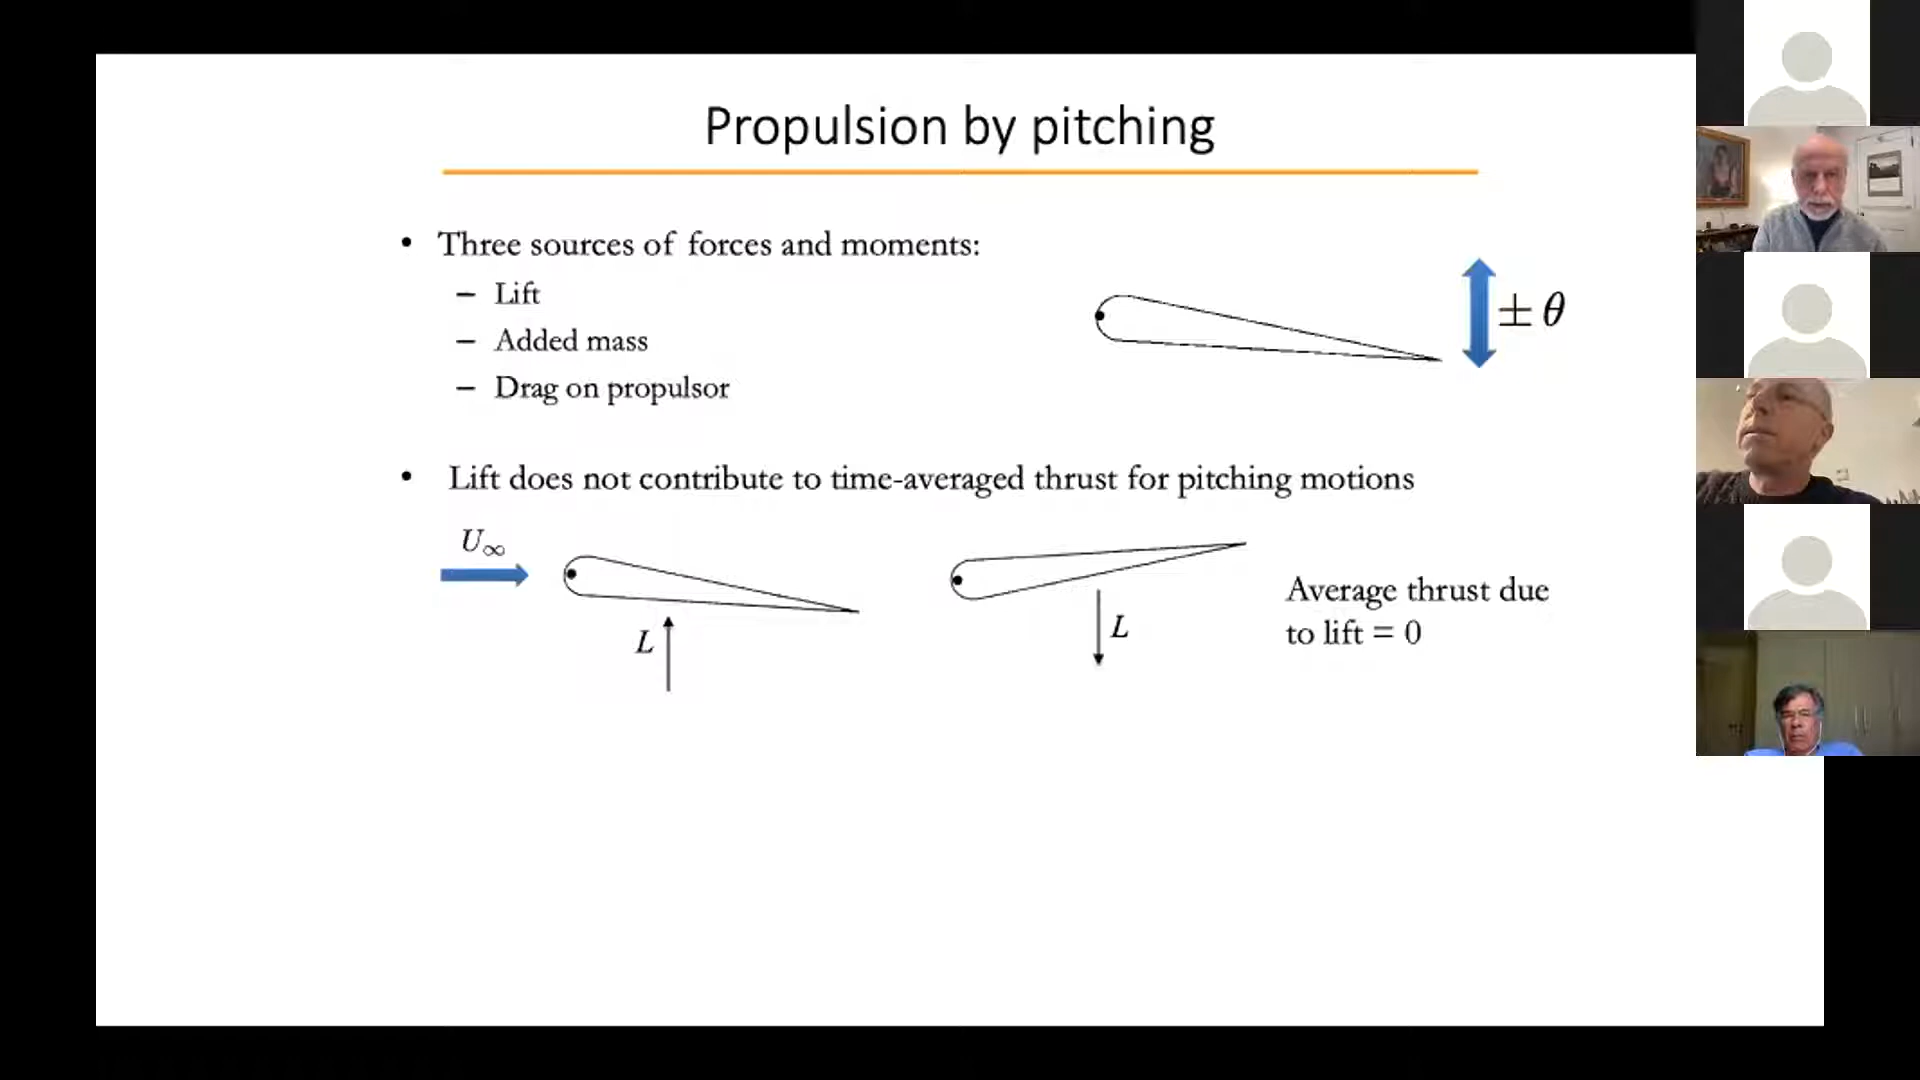 Propulsion by pitching
• Three sources of forces and moments:
– Lift
– Added mass
– Drag on propulsor
± θ
• Lift does not contribute to time-averaged thrust for pitching motions
U∞
L
L
Average thrust due
to lift = 0